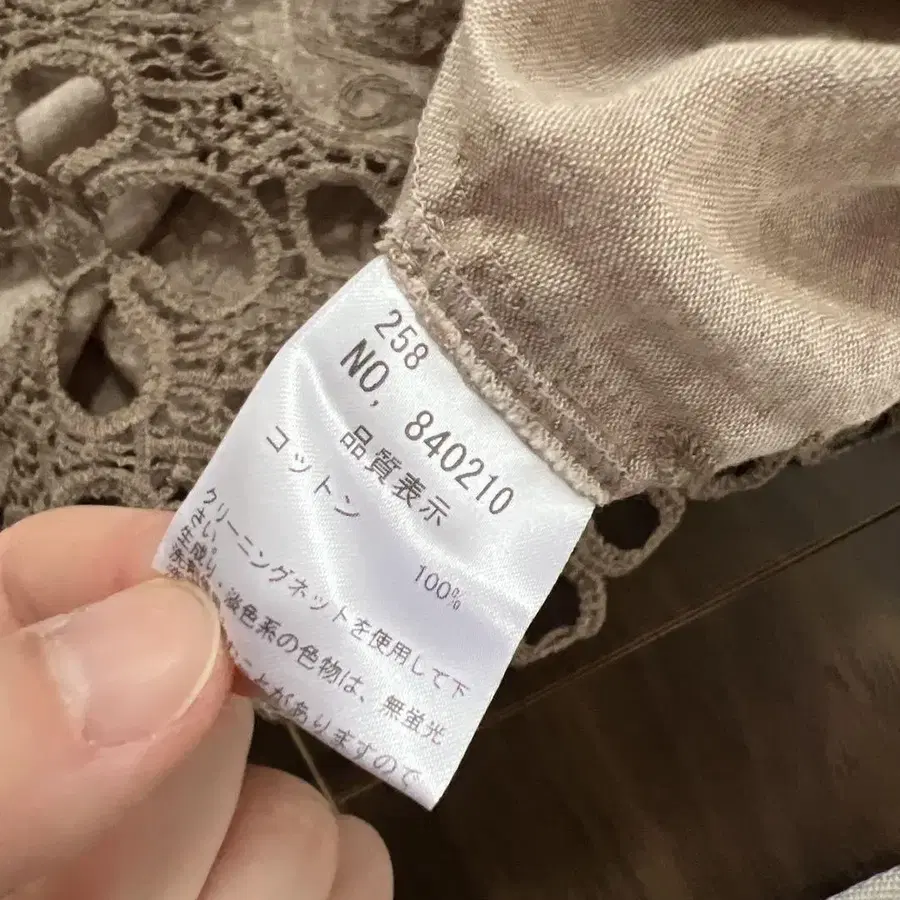 258
NO, 840210
品質表示
コットン 100%
クリーニングネットを使用して下
さい
生成り、淡色系の色物は、無蛍光
ことがありますので